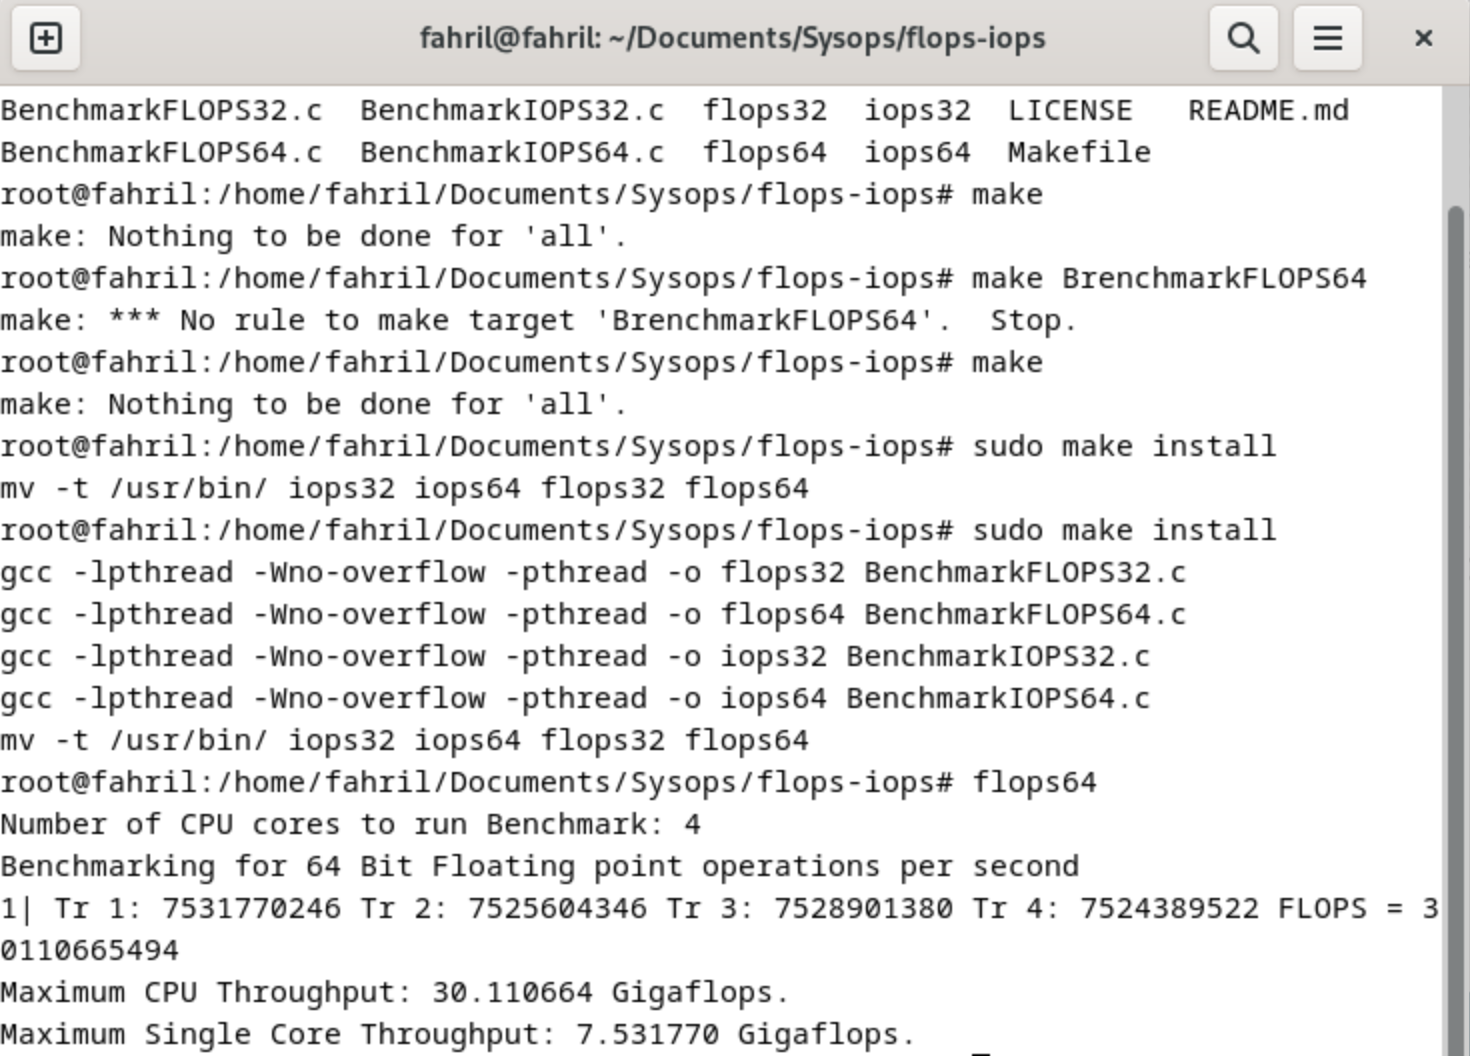 fahril@fahril: ~/Documents/Sysops/flops-iops
BenchmarkFLOPS32.c  BenchmarkIOPS32.c  flops32  iops32  LICENSE   README.md
BenchmarkFLOPS64.c  BenchmarkIOPS64.c  flops64  iops64  Makefile
root@fahril:/home/fahril/Documents/Sysops/flops-iops# make
make: Nothing to be done for 'all'.
root@fahril:/home/fahril/Documents/Sysops/flops-iops# make BrenchmarkFLOPS64
make: *** No rule to make target 'BrenchmarkFLOPS64'.  Stop.
root@fahril:/home/fahril/Documents/Sysops/flops-iops# make
make: Nothing to be done for 'all'.
root@fahril:/home/fahril/Documents/Sysops/flops-iops# sudo make install
mv -t /usr/bin/ iops32 iops64 flops32 flops64
root@fahril:/home/fahril/Documents/Sysops/flops-iops# sudo make install
gcc -lpthread -Wno-overflow -pthread -o flops32 BenchmarkFLOPS32.c
gcc -lpthread -Wno-overflow -pthread -o flops64 BenchmarkFLOPS64.c
gcc -lpthread -Wno-overflow -pthread -o iops32 BenchmarkIOPS32.c
gcc -lpthread -Wno-overflow -pthread -o iops64 BenchmarkIOPS64.c
mv -t /usr/bin/ iops32 iops64 flops32 flops64
root@fahril:/home/fahril/Documents/Sysops/flops-iops# flops64
Number of CPU cores to run Benchmark: 4
Benchmarking for 64 Bit Floating point operations per second
1| Tr 1: 7531770246 Tr 2: 7525604346 Tr 3: 7528901380 Tr 4: 7524389522 FLOPS = 3
0110665494
Maximum CPU Throughput: 30.110664 Gigaflops.
Maximum Single Core Throughput: 7.531770 Gigaflops.